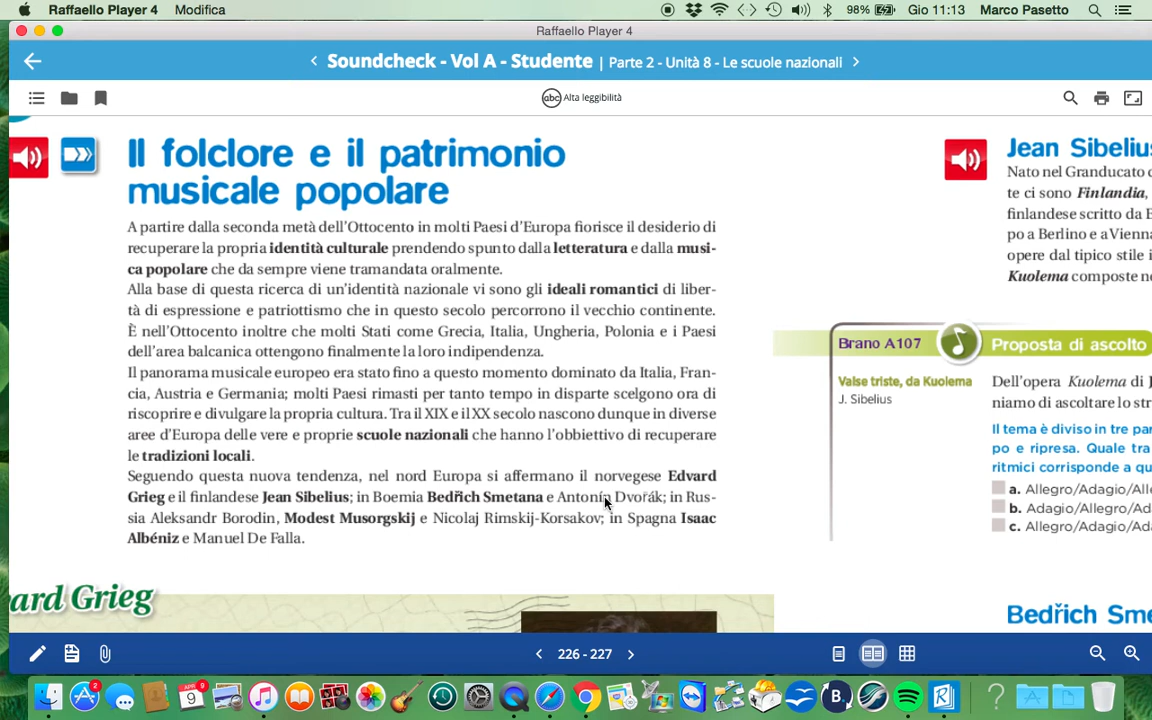 Raffaello Player 4 Modifica 98% Gio 11:13 Marco Pasetto
Raffaello Player 4
Soundcheck - Vol A - Studente | Parte 2 - Unità 8 - Le scuole nazionali
abc Alta leggibilità
Il folclore e il patrimonio
musicale popolare
A partire dalla seconda metà dell'Ottocento in molti Paesi d'Europa fiorisce il desiderio di
recuperare la propria identità culturale prendendo spunto dalla letteratura e dalla musi-
ca popolare che da sempre viene tramandata oralmente.
Alla base di questa ricerca di un'identità nazionale vi sono gli ideali romantici di liber-
tà di espressione e patriottismo che in questo secolo percorrono il vecchio continente.
È nell'Ottocento inoltre che molti Stati come Grecia, Italia, Ungheria, Polonia e i Paesi
dell'area balcanica ottengono finalmente la loro indipendenza.
Il panorama musicale europeo era stato fino a questo momento dominato da Italia, Fran-
cia, Austria e Germania; molti Paesi rimasti per tanto tempo in disparte scelgono ora di
riscoprire e divulgare la propria cultura. Tra il XIX e il XX secolo nascono dunque in diverse
aree d'Europa delle vere e proprie scuole nazionali che hanno l'obbiettivo di recuperare
le tradizioni locali.
Seguendo questa nuova tendenza, nel nord Europa si affermano il norvegese Edvard
Grieg e il finlandese Jean Sibelius; in Boemia Bedřich Smetana e Antonín Dvořák; in Rus-
sia Aleksandr Borodin, Modest Musorgskij e Nicolaj Rimskij-Korsakov; in Spagna Isaac
Albéniz e Manuel De Falla.
ard Grieg
Jean Sibelius
Nato nel Granducato d
te ci sono Finlandia,
finlandese scritto da E
po a Berlino e a Vienna
opere dal tipico stile i
Kuolema composte ne
Brano A107 Proposta di ascolto
Valse triste, da Kuolema
J. Sibelius
Dell'opera Kuolema di J
niamo di ascoltare lo str
Il tema è diviso in tre par
po e ripresa. Quale tra
ritmici corrisponde a qu
a. Allegro/Adagio/Alle
b. Adagio/Allegro/Ad
c. Allegro/Adagio/Ada
Bedřich Sme
226 - 227
2
APR
9
9
B